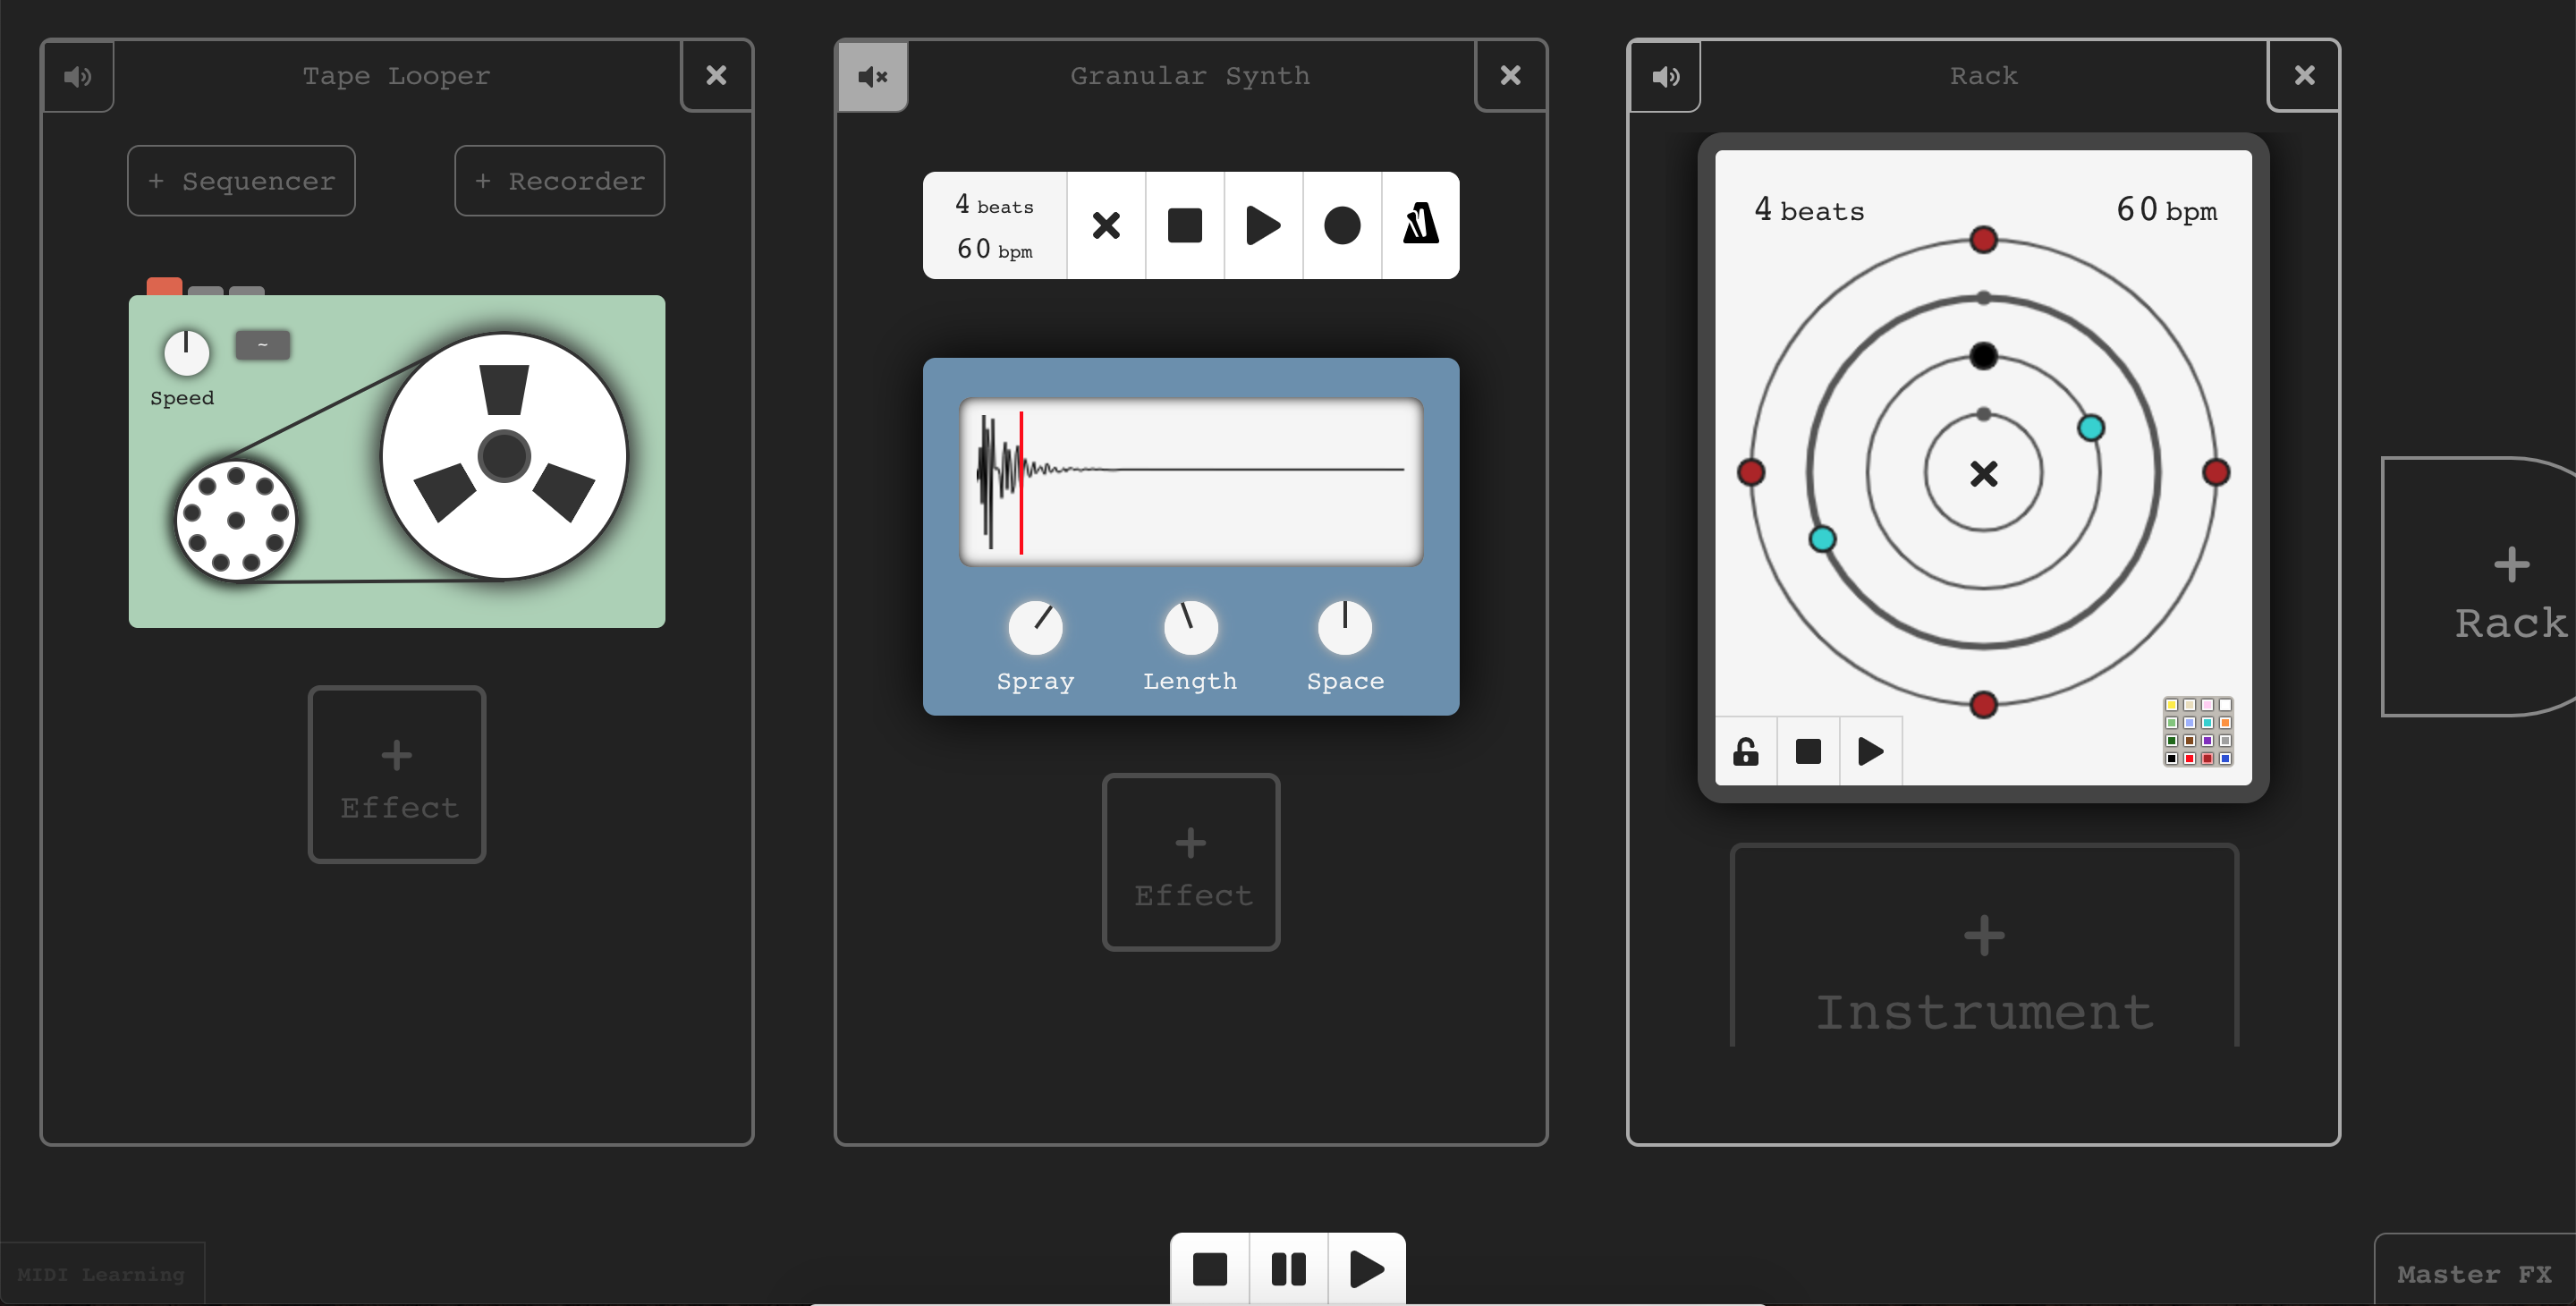 Tape Looper
+ Sequencer
+ Recorder
~
Speed
+
Effect
Granular Synth
4 beats
60 bpm
Spray
Length
Space
+
Effect
Rack
4 beats
60 bpm
+
Instrument
+
Rack
MIDI Learning
Master FX